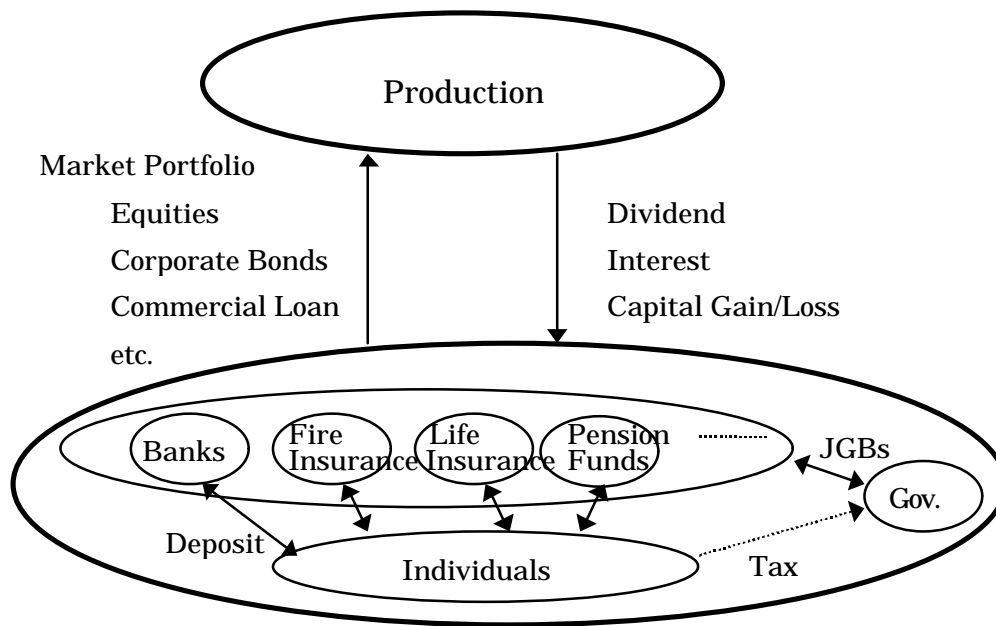 Production
Market Portfolio
Equities
Corporate Bonds
Commercial Loan
etc.
Dividend
Interest
Capital Gain/Loss
Banks
Fire
Insurance
Life
Insurance
Pension
Funds
JGBs
Gov.
Deposit
Individuals
Tax